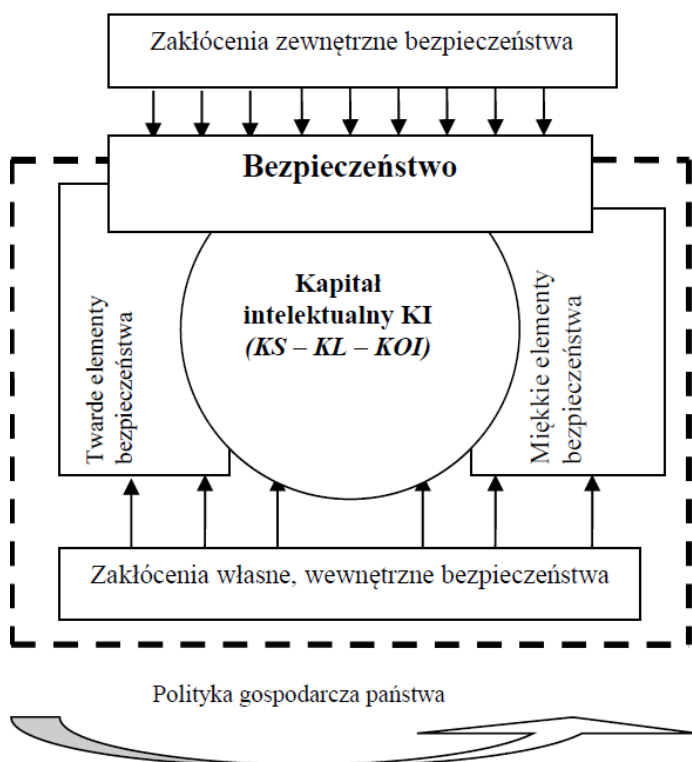 Zakłócenia zewnętrzne bezpieczeństwa
Bezpieczeństwo
Kapitał
intelektualny KI
(KS – KL – KOI)
Twarde elementy
bezpieczeństwa
Miękkie elementy
bezpieczeństwa
Zakłócenia własne, wewnętrzne bezpieczeństwa
Polityka gospodarcza państwa